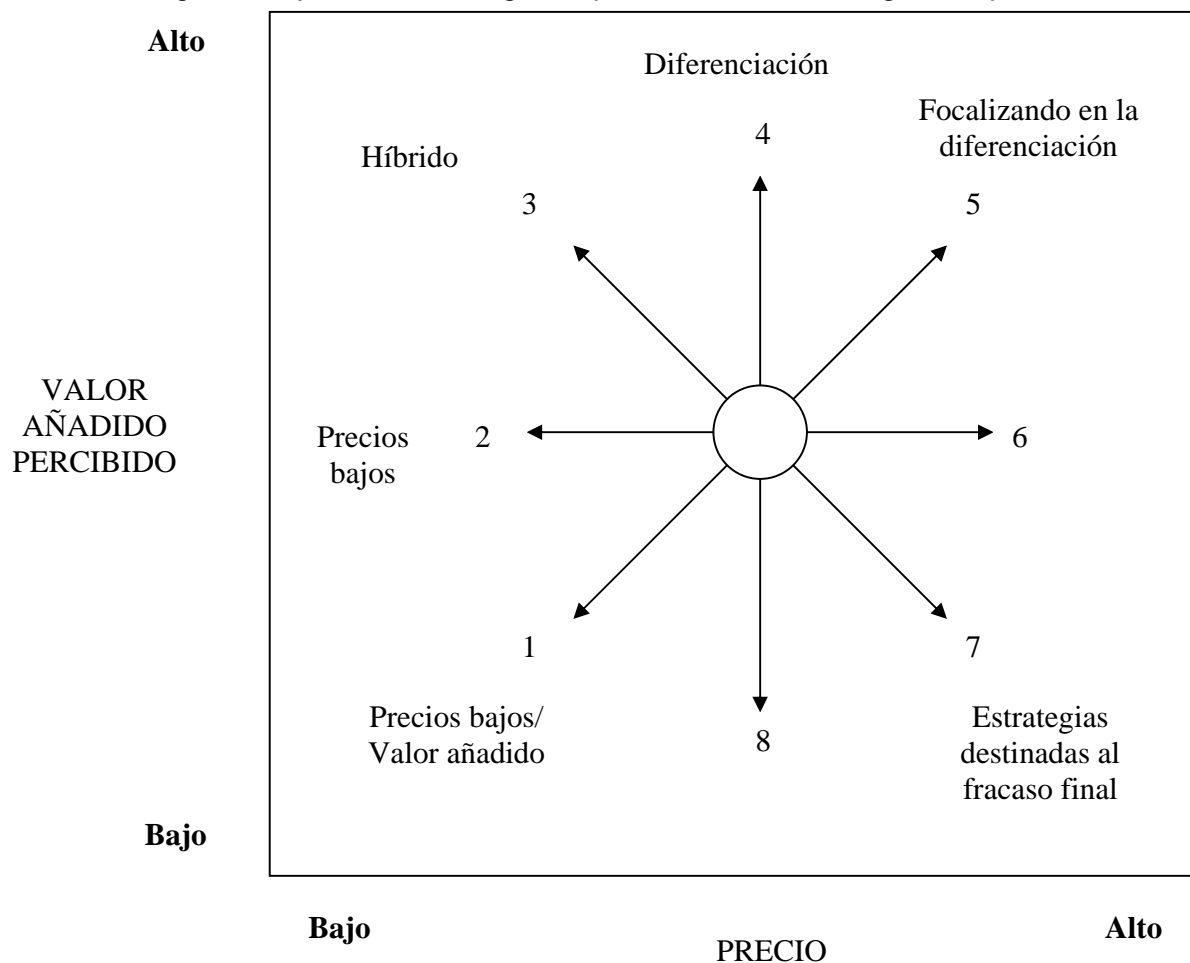 Alto
Diferenciación
4
Focalizando en la
diferenciación
Híbrido
3
5
VALOR
AÑADIDO
PERCIBIDO
Precios
bajos
2
6
1
7
Precios bajos/
Valor añadido
8
Estrategias
destinadas al
fracaso final
Bajo
Bajo
PRECIO
Alto